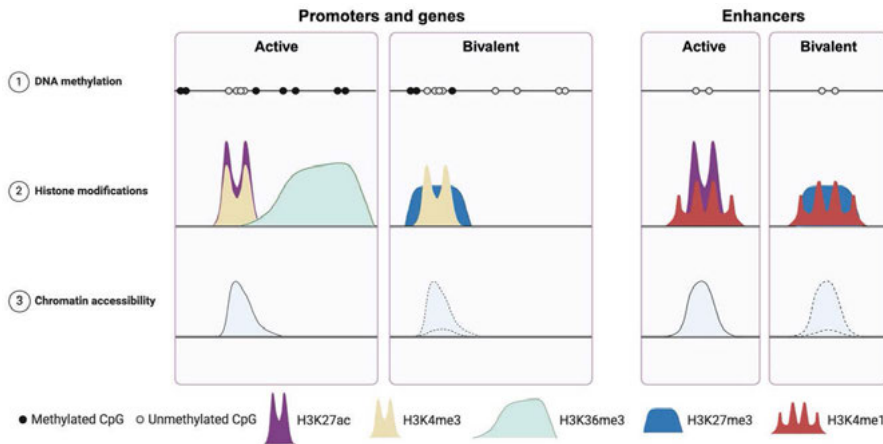 Promoters and genes
Enhancers
Active
Bivalent
Active
Bivalent
1 DNA methylation
2 Histone modifications
3 Chromatin accessibility
Methylated CpG
Unmethylated CpG
H3K27ac
H3K4me3
H3K36me3
H3K27me3
H3K4me1